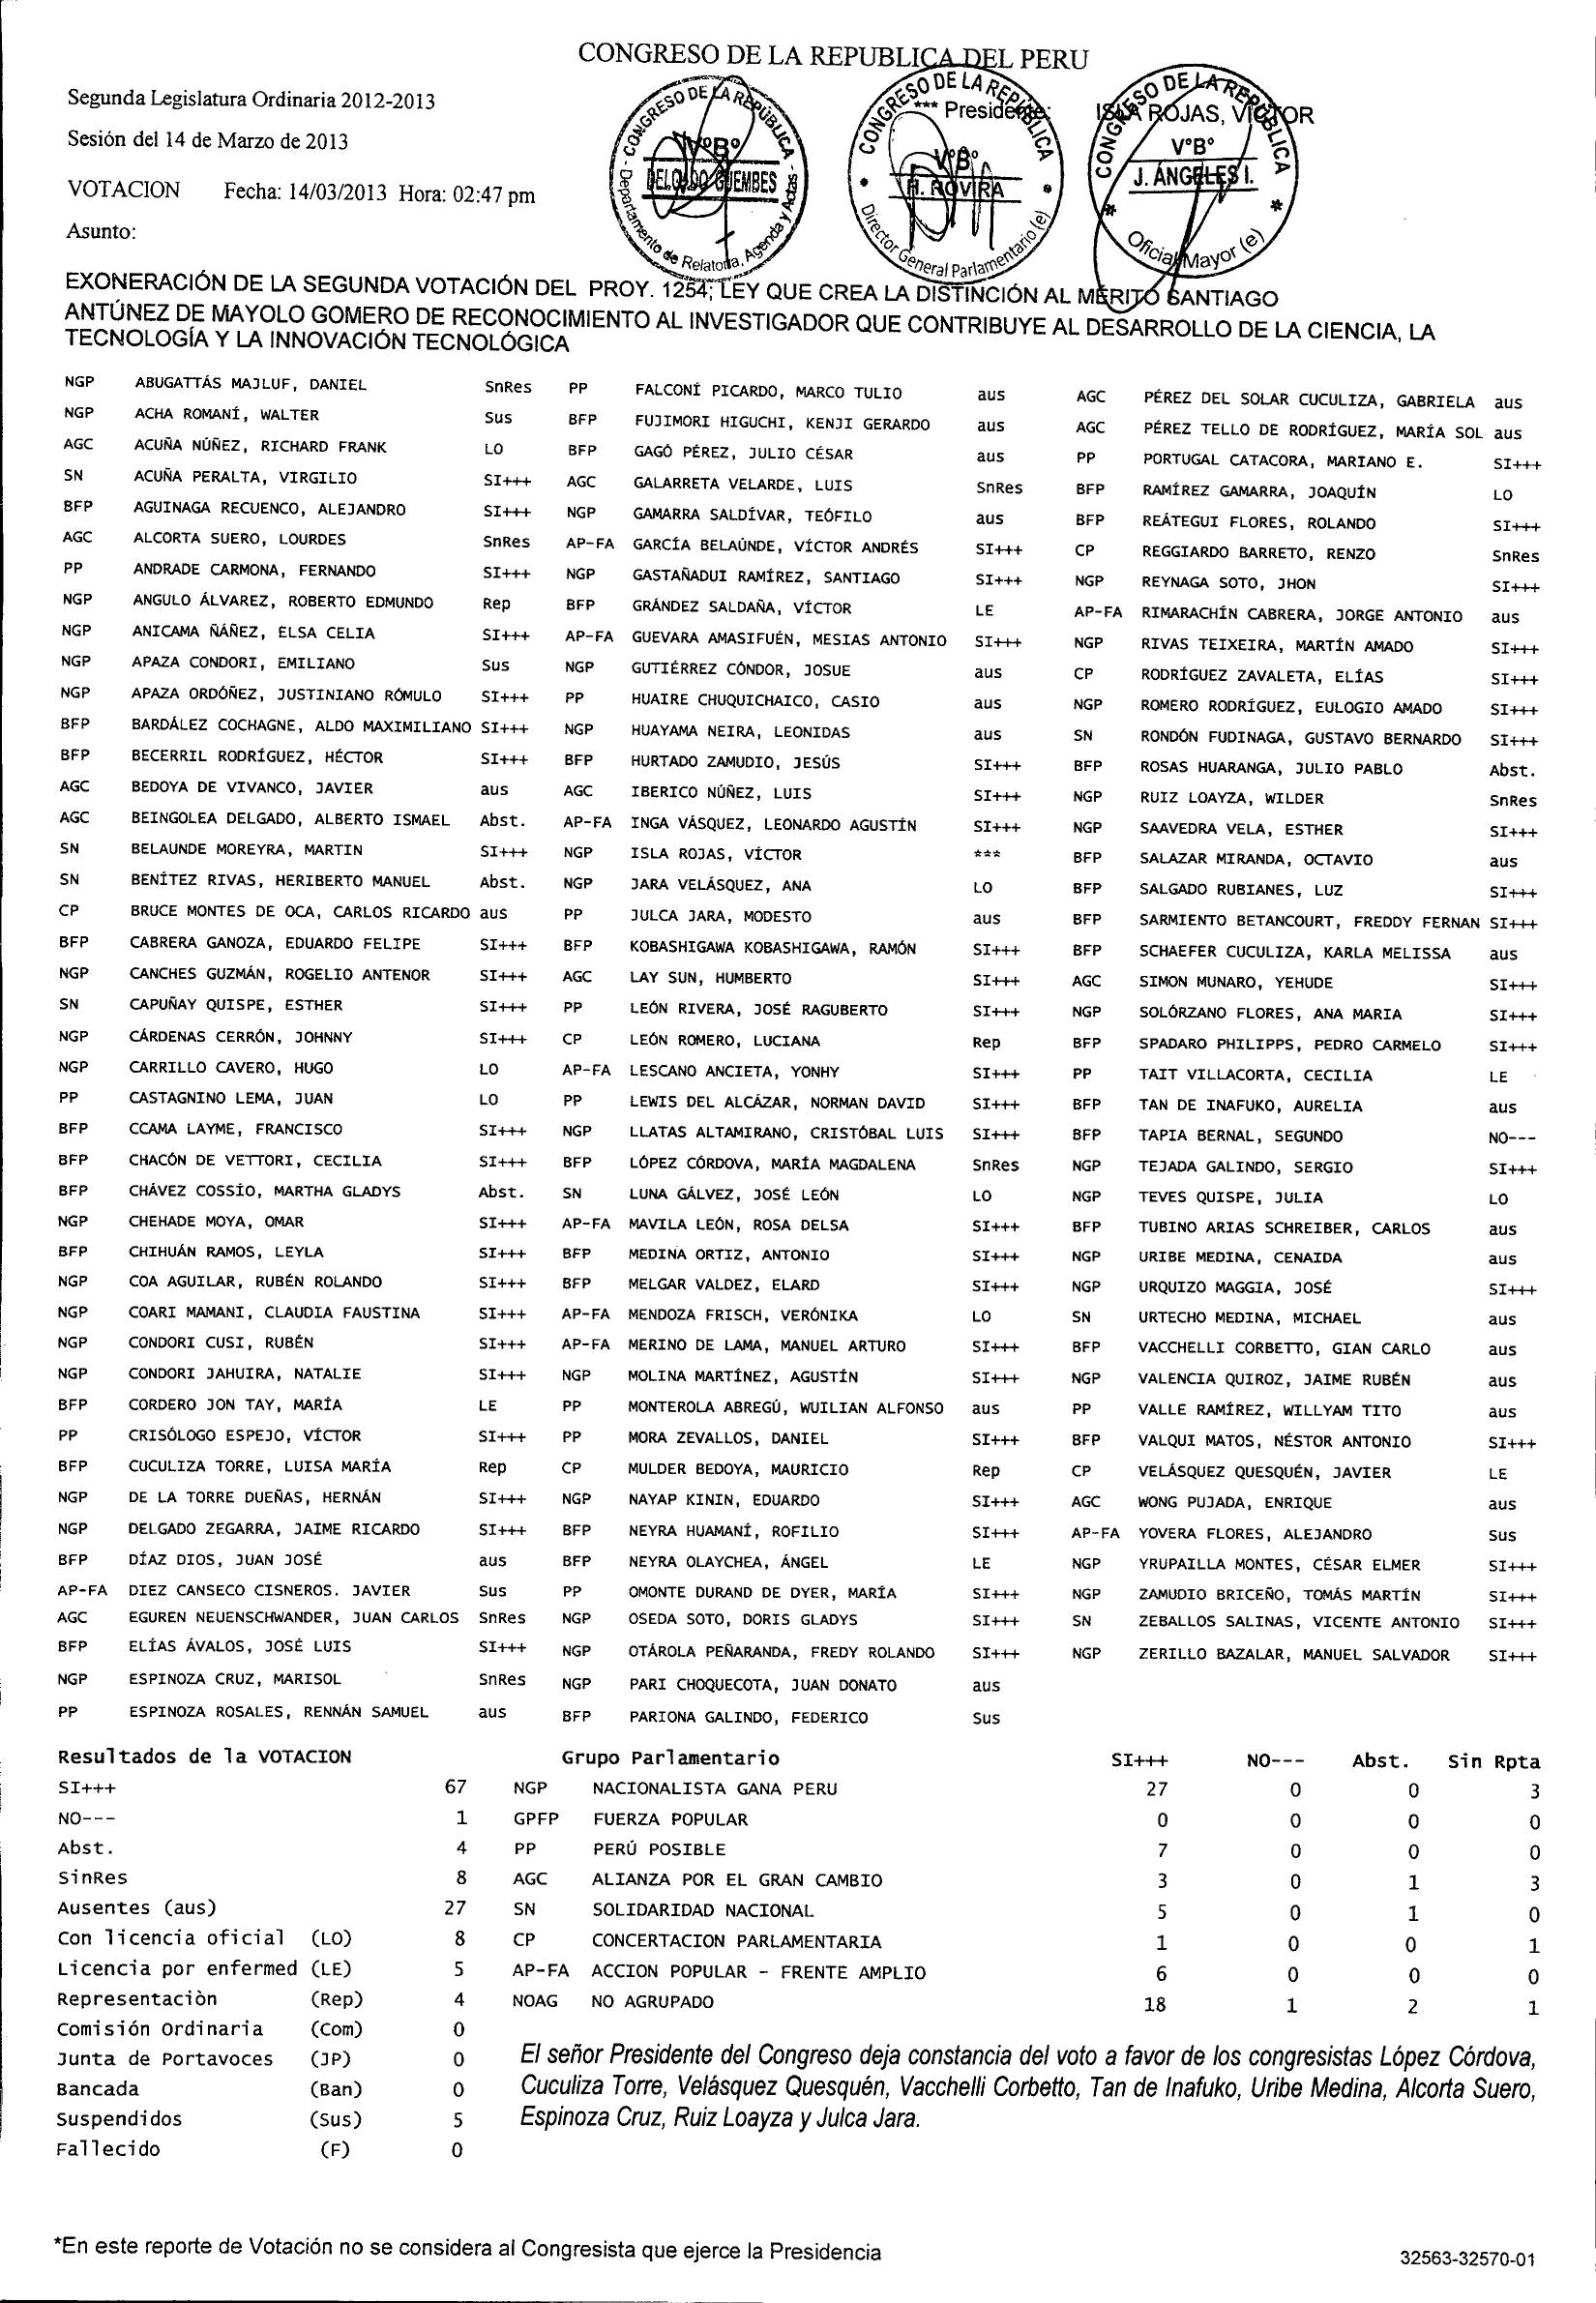 CONGRESO DE LA REPUBLICA DEL PERU
Segunda Legislatura Ordinaria 2012-2013
*** Presidente: ISLA ROJAS, VICTOR
Sesión del 14 de Marzo de 2013
VOTACION Fecha: 14/03/2013 Hora: 02:47 pm
Asunto:
- CONGRESO DE LA REPÚBLICA -
V°B°
DELGADO GUEMBES
Departamento de Relatoría, Agenda y Actas
CONGRESO DE LA REPÚBLICA
V°B°
H. ROVIRA
Director General Parlamentario (e)
CONGRESO DE LA REPÚBLICA
V°B°
J. ÁNGELES I.
Oficial Mayor (e)
EXONERACIÓN DE LA SEGUNDA VOTACIÓN DEL PROY. 1254; LEY QUE CREA LA DISTINCIÓN AL MÉRITO SANTIAGO
ANTÚNEZ DE MAYOLO GOMERO DE RECONOCIMIENTO AL INVESTIGADOR QUE CONTRIBUYE AL DESARROLLO DE LA CIENCIA, LA
TECNOLOGÍA Y LA INNOVACIÓN TECNOLÓGICA
NGP ABUGATTÁS MAJLUF, DANIEL SnRes
NGP ACHA ROMANÍ, WALTER Sus
AGC ACUÑA NÚÑEZ, RICHARD FRANK LO
SN ACUÑA PERALTA, VIRGILIO SI+++
BFP AGUINAGA RECUENCO, ALEJANDRO SI+++
AGC ALCORTA SUERO, LOURDES SnRes
PP ANDRADE CARMONA, FERNANDO SI+++
NGP ANGULO ÁLVAREZ, ROBERTO EDMUNDO Rep
NGP ANICAMA ÑÁÑEZ, ELSA CELIA SI+++
NGP APAZA CONDORI, EMILIANO Sus
NGP APAZA ORDÓÑEZ, JUSTINIANO RÓMULO SI+++
BFP BARDÁLEZ COCHAGNE, ALDO MAXIMILIANO SI+++
BFP BECERRIL RODRÍGUEZ, HÉCTOR SI+++
AGC BEDOYA DE VIVANCO, JAVIER aus
AGC BEINGOLEA DELGADO, ALBERTO ISMAEL Abst.
SN BELAUNDE MOREYRA, MARTIN SI+++
SN BENÍTEZ RIVAS, HERIBERTO MANUEL Abst.
CP BRUCE MONTES DE OCA, CARLOS RICARDO aus
BFP CABRERA GANOZA, EDUARDO FELIPE SI+++
NGP CANCHES GUZMÁN, ROGELIO ANTENOR SI+++
SN CAPUÑAY QUISPE, ESTHER SI+++
NGP CÁRDENAS CERRÓN, JOHNNY SI+++
NGP CARRILLO CAVERO, HUGO LO
PP CASTAGNINO LEMA, JUAN LO
BFP CCAMA LAYME, FRANCISCO SI+++
BFP CHACÓN DE VETTORI, CECILIA SI+++
BFP CHÁVEZ COSSÍO, MARTHA GLADYS Abst.
NGP CHEHADE MOYA, OMAR SI+++
BFP CHIHUÁN RAMOS, LEYLA SI+++
NGP COA AGUILAR, RUBÉN ROLANDO SI+++
NGP COARI MAMANI, CLAUDIA FAUSTINA SI+++
NGP CONDORI CUSI, RUBÉN SI+++
NGP CONDORI JAHUIRA, NATALIE SI+++
BFP CORDERO JON TAY, MARÍA LE
PP CRISÓLOGO ESPEJO, VÍCTOR SI+++
BFP CUCULIZA TORRE, LUISA MARÍA Rep
NGP DE LA TORRE DUEÑAS, HERNÁN SI+++
NGP DELGADO ZEGARRA, JAIME RICARDO SI+++
BFP DÍAZ DIOS, JUAN JOSÉ aus
AP-FA DIEZ CANSECO CISNEROS. JAVIER Sus
AGC EGUREN NEUENSCHWANDER, JUAN CARLOS SnRes
BFP ELÍAS ÁVALOS, JOSÉ LUIS SI+++
NGP ESPINOZA CRUZ, MARISOL SnRes
PP ESPINOZA ROSALES, RENNÁN SAMUEL aus
PP FALCONÍ PICARDO, MARCO TULIO aus
BFP FUJIMORI HIGUCHI, KENJI GERARDO aus
BFP GAGÓ PÉREZ, JULIO CÉSAR aus
AGC GALARRETA VELARDE, LUIS SnRes
NGP GAMARRA SALDÍVAR, TEÓFILO aus
AP-FA GARCÍA BELAÚNDE, VÍCTOR ANDRÉS SI+++
NGP GASTAÑADUI RAMÍREZ, SANTIAGO SI+++
BFP GRÁNDEZ SALDAÑA, VÍCTOR LE
AP-FA GUEVARA AMASIFUÉN, MESIAS ANTONIO SI+++
NGP GUTIÉRREZ CÓNDOR, JOSUE aus
PP HUAIRE CHUQUICHAICO, CASIO aus
NGP HUAYAMA NEIRA, LEONIDAS aus
BFP HURTADO ZAMUDIO, JESÚS SI+++
AGC IBERICO NÚÑEZ, LUIS SI+++
AP-FA INGA VÁSQUEZ, LEONARDO AGUSTÍN SI+++
NGP ISLA ROJAS, VÍCTOR ***
NGP JARA VELÁSQUEZ, ANA LO
PP JULCA JARA, MODESTO aus
BFP KOBASHIGAWA KOBASHIGAWA, RAMÓN SI+++
AGC LAY SUN, HUMBERTO SI+++
PP LEÓN RIVERA, JOSÉ RAGUBERTO SI+++
CP LEÓN ROMERO, LUCIANA Rep
AP-FA LESCANO ANCIETA, YONHY SI+++
PP LEWIS DEL ALCÁZAR, NORMAN DAVID SI+++
NGP LLATAS ALTAMIRANO, CRISTÓBAL LUIS SI+++
BFP LÓPEZ CÓRDOVA, MARÍA MAGDALENA SnRes
SN LUNA GÁLVEZ, JOSÉ LEÓN LO
AP-FA MAVILA LEÓN, ROSA DELSA SI+++
BFP MEDINA ORTIZ, ANTONIO SI+++
BFP MELGAR VALDEZ, ELARD SI+++
AP-FA MENDOZA FRISCH, VERÓNIKA LO
AP-FA MERINO DE LAMA, MANUEL ARTURO SI+++
NGP MOLINA MARTÍNEZ, AGUSTÍN SI+++
PP MONTEROLA ABREGÚ, WUILIAN ALFONSO aus
PP MORA ZEVALLOS, DANIEL SI+++
CP MULDER BEDOYA, MAURICIO Rep
NGP NAYAP KININ, EDUARDO SI+++
BFP NEYRA HUAMANÍ, ROFILIO SI+++
BFP NEYRA OLAYCHEA, ÁNGEL LE
PP OMONTE DURAND DE DYER, MARÍA SI+++
NGP OSEDA SOTO, DORIS GLADYS SI+++
NGP OTÁROLA PEÑARANDA, FREDY ROLANDO SI+++
NGP PARI CHOQUECOTA, JUAN DONATO aus
BFP PARIONA GALINDO, FEDERICO Sus
AGC PÉREZ DEL SOLAR CUCULIZA, GABRIELA aus
AGC PÉREZ TELLO DE RODRÍGUEZ, MARÍA SOL aus
PP PORTUGAL CATACORA, MARIANO E. SI+++
BFP RAMÍREZ GAMARRA, JOAQUÍN LO
BFP REÁTEGUI FLORES, ROLANDO SI+++
CP REGGIARDO BARRETO, RENZO SnRes
NGP REYNAGA SOTO, JHON SI+++
AP-FA RIMARACHÍN CABRERA, JORGE ANTONIO aus
NGP RIVAS TEIXEIRA, MARTÍN AMADO SI+++
CP RODRÍGUEZ ZAVALETA, ELÍAS SI+++
NGP ROMERO RODRÍGUEZ, EULOGIO AMADO SI+++
SN RONDÓN FUDINAGA, GUSTAVO BERNARDO SI+++
BFP ROSAS HUARANGA, JULIO PABLO Abst.
NGP RUIZ LOAYZA, WILDER SnRes
NGP SAAVEDRA VELA, ESTHER SI+++
BFP SALAZAR MIRANDA, OCTAVIO aus
BFP SALGADO RUBIANES, LUZ SI+++
BFP SARMIENTO BETANCOURT, FREDDY FERNAN SI+++
BFP SCHAEFER CUCULIZA, KARLA MELISSA aus
AGC SIMON MUNARO, YEHUDE SI+++
NGP SOLÓRZANO FLORES, ANA MARIA SI+++
BFP SPADARO PHILIPPS, PEDRO CARMELO SI+++
PP TAIT VILLACORTA, CECILIA LE
BFP TAN DE INAFUKO, AURELIA aus
BFP TAPIA BERNAL, SEGUNDO NO---
NGP TEJADA GALINDO, SERGIO SI+++
NGP TEVES QUISPE, JULIA LO
BFP TUBINO ARIAS SCHREIBER, CARLOS aus
NGP URIBE MEDINA, CENAIDA aus
NGP URQUIZO MAGGIA, JOSÉ SI+++
SN URTECHO MEDINA, MICHAEL aus
BFP VACCHELLI CORBETTO, GIAN CARLO aus
NGP VALENCIA QUIROZ, JAIME RUBÉN aus
PP VALLE RAMÍREZ, WILLYAM TITO aus
BFP VALQUI MATOS, NÉSTOR ANTONIO SI+++
CP VELÁSQUEZ QUESQUÉN, JAVIER LE
AGC WONG PUJADA, ENRIQUE aus
AP-FA YOVERA FLORES, ALEJANDRO Sus
NGP YRUPAILLA MONTES, CÉSAR ELMER SI+++
NGP ZAMUDIO BRICEÑO, TOMÁS MARTÍN SI+++
SN ZEBALLOS SALINAS, VICENTE ANTONIO SI+++
NGP ZERILLO BAZALAR, MANUEL SALVADOR SI+++
Resultados de la VOTACION
SI+++ 67
NO--- 1
Abst. 4
SinRes 8
Ausentes (aus) 27
Con licencia oficial (LO) 8
Licencia por enfermed (LE) 5
Representaciòn (Rep) 4
Comisión Ordinaria (Com) 0
Junta de Portavoces (JP) 0
Bancada (Ban) 0
Suspendidos (Sus) 5
Fallecido (F) 0
Grupo Parlamentario SI+++ NO--- Abst. Sin Rpta
NGP NACIONALISTA GANA PERU 27 0 0 3
GPFP FUERZA POPULAR 0 0 0 0
PP PERÚ POSIBLE 7 0 0 0
AGC ALIANZA POR EL GRAN CAMBIO 3 0 1 3
SN SOLIDARIDAD NACIONAL 5 0 1 0
CP CONCERTACION PARLAMENTARIA 1 0 0 1
AP-FA ACCION POPULAR - FRENTE AMPLIO 6 0 0 0
NOAG NO AGRUPADO 18 1 2 1
El señor Presidente del Congreso deja constancia del voto a favor de los congresistas López Córdova,
Cuculiza Torre, Velásquez Quesquén, Vacchelli Corbetto, Tan de Inafuko, Uribe Medina, Alcorta Suero,
Espinoza Cruz, Ruiz Loayza y Julca Jara.
*En este reporte de Votación no se considera al Congresista que ejerce la Presidencia
32563-32570-01